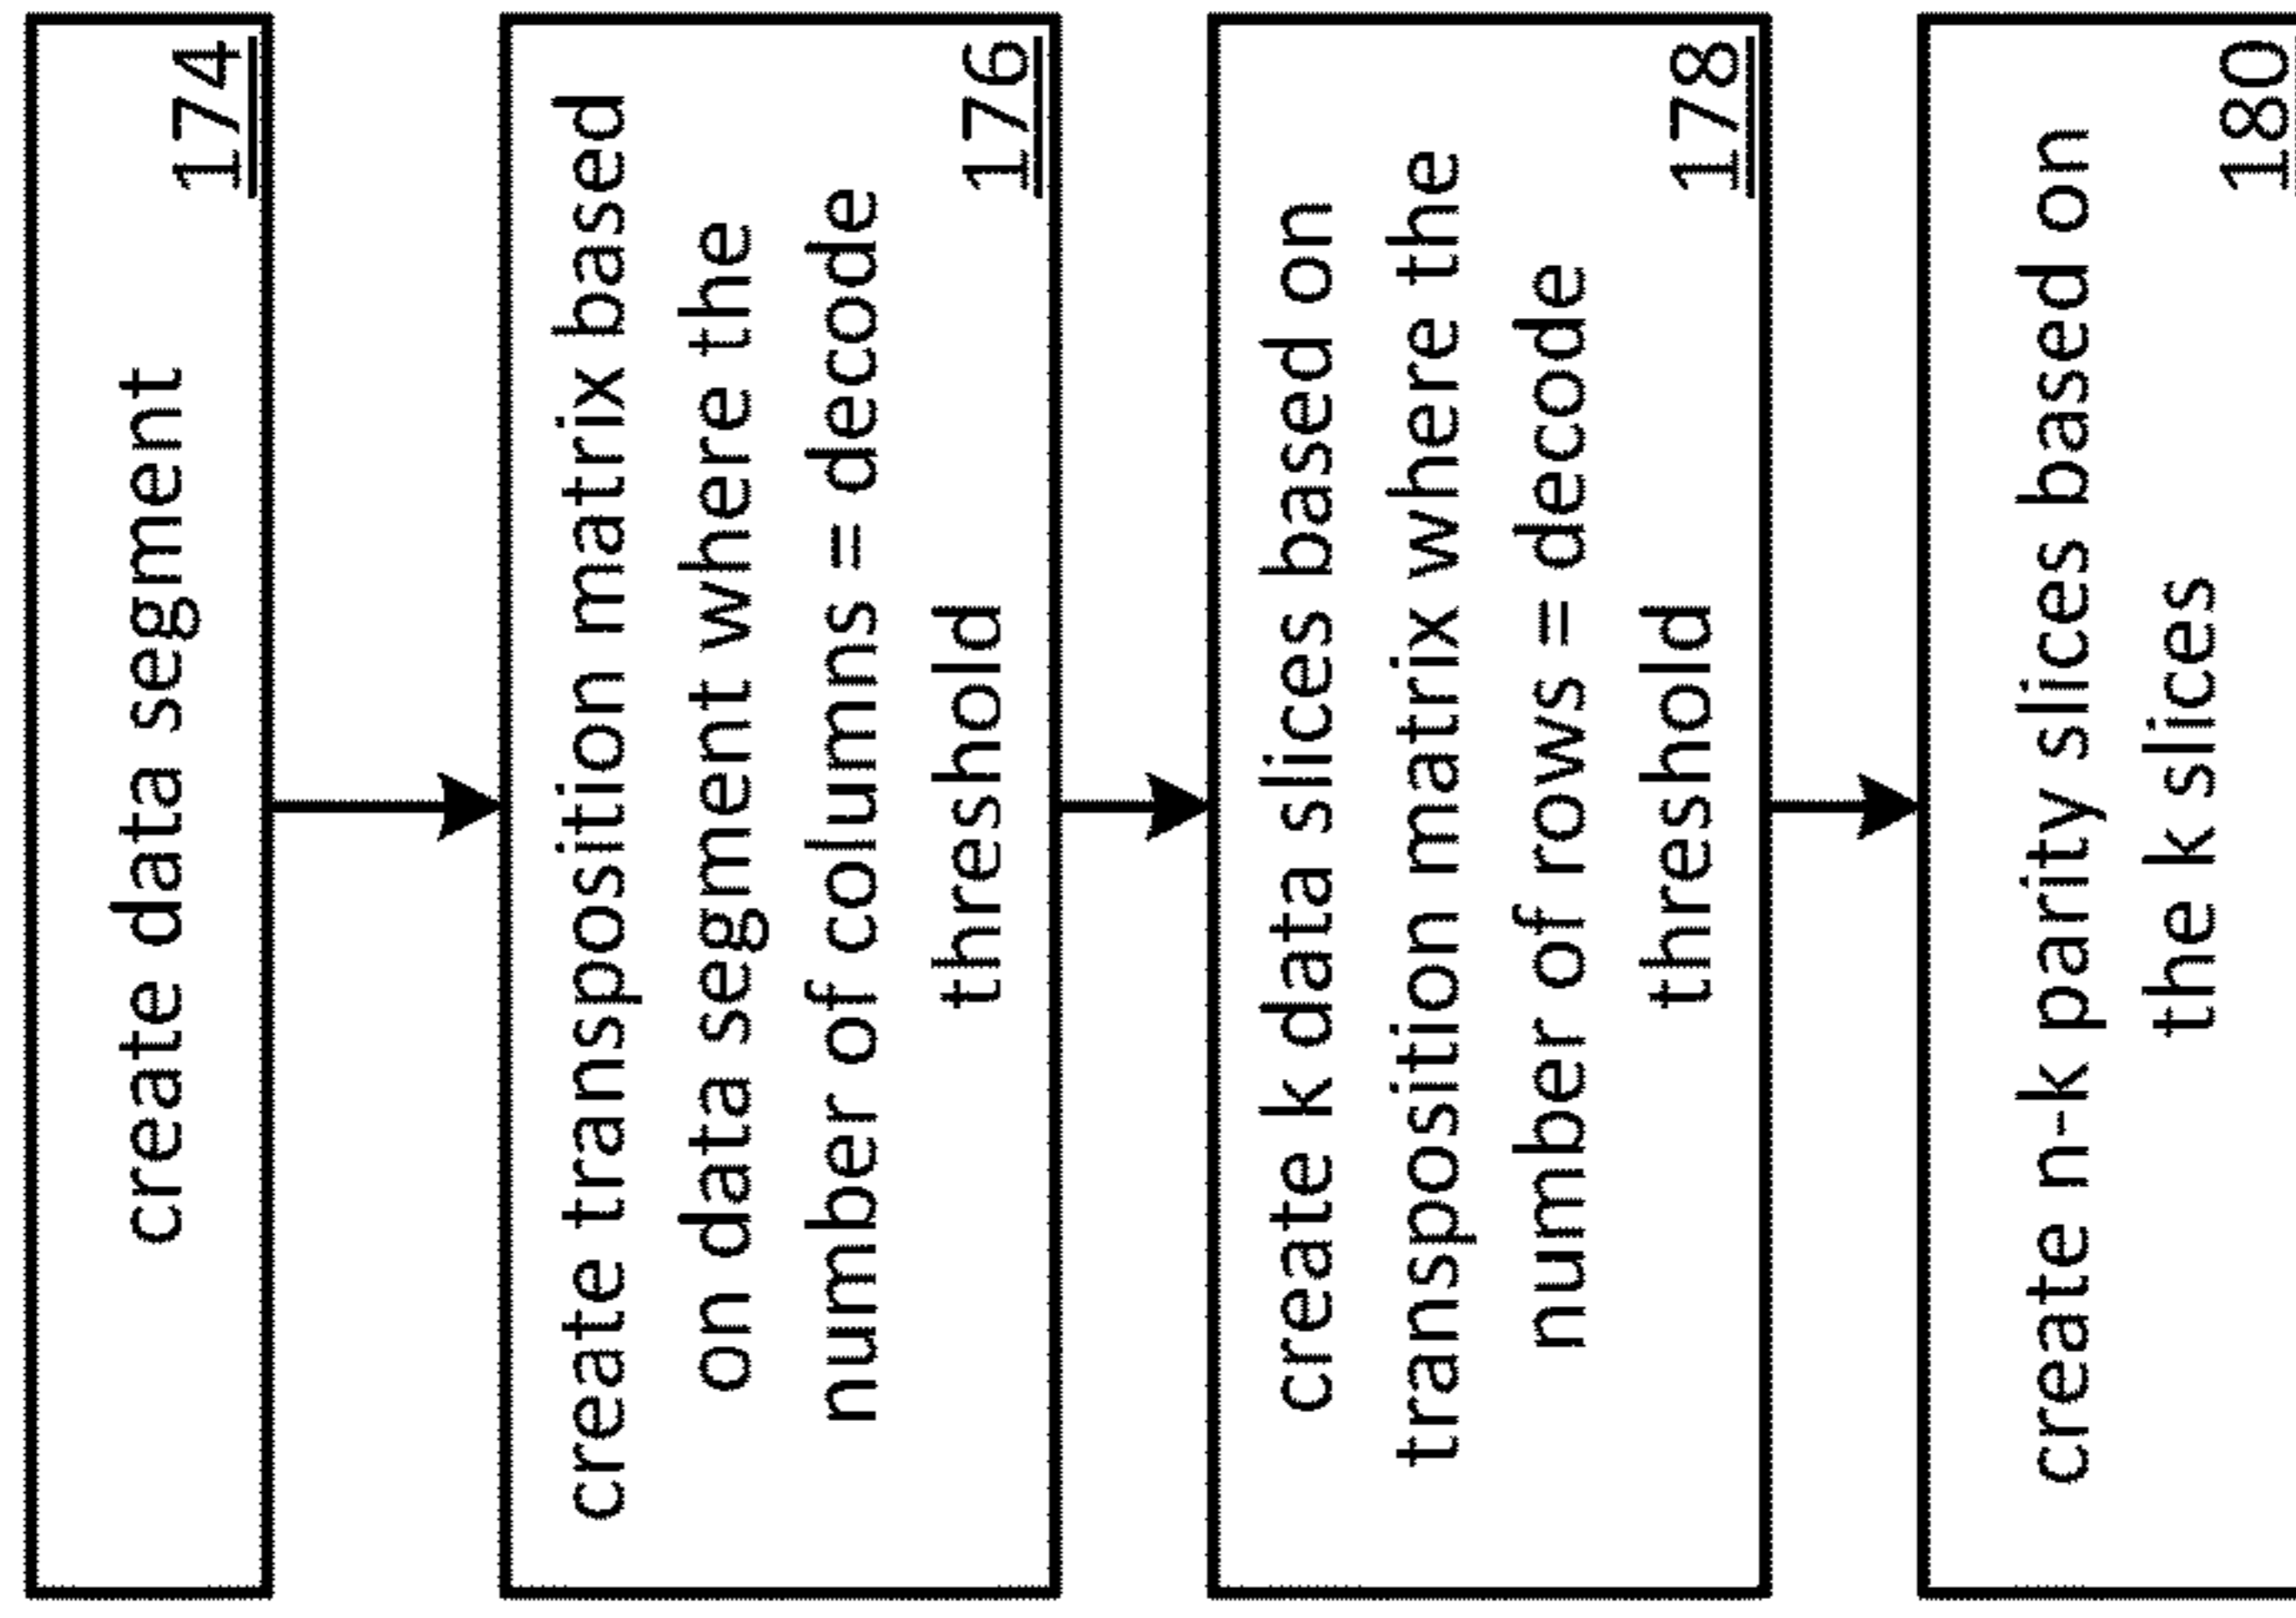 create data segment
174
create transposition matrix based
on data segment where the
number of columns = decode
threshold
176
create k data slices based on
transposition matrix where the
number of rows = decode
threshold
178
create n-k parity slices based on
the k slices
180